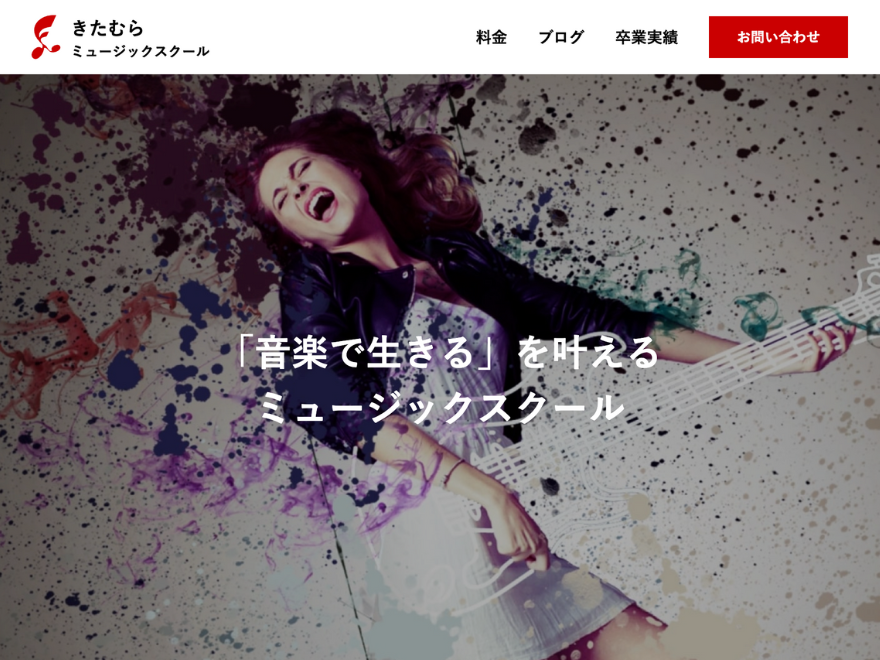 きたむら
ミュージックスクール
料金 ブログ 卒業実績 お問い合わせ
「音楽で生きる」を叶える
ミュージックスクール